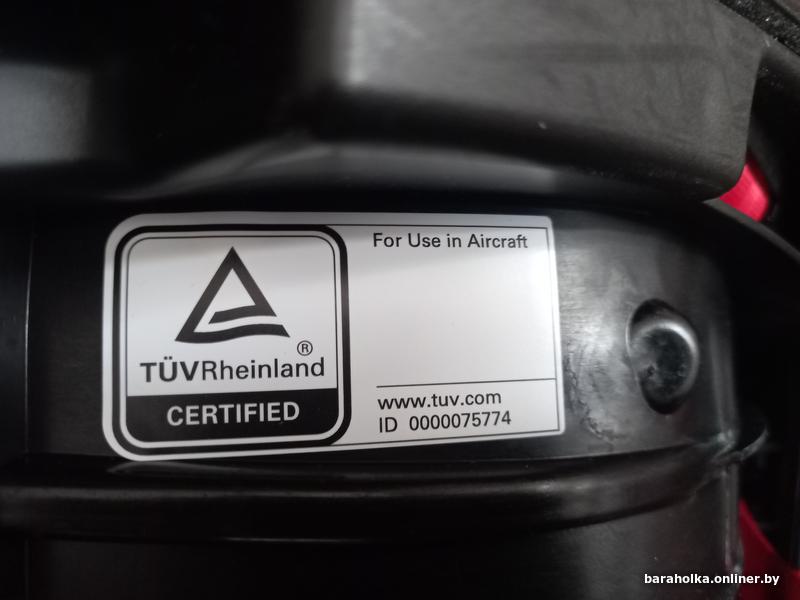 For Use in Aircraft
®
TÜVRheinland
CERTIFIED
www.tuv.com
ID 0000075774
baraholka.onliner.by